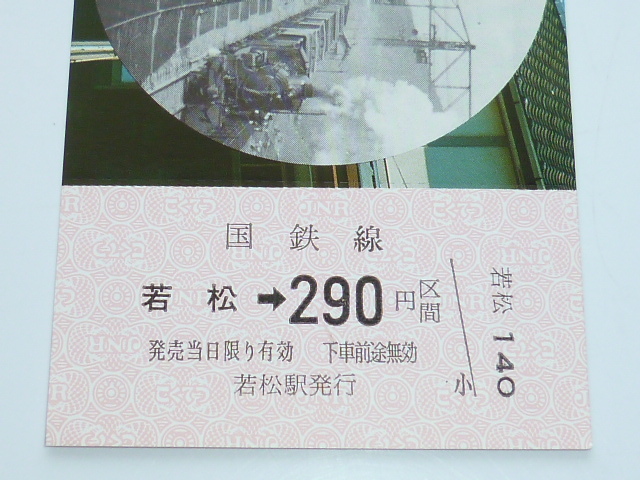 国鉄線
若松➡290円区間
発売当日限り有効 下車前途無効
若松駅発行
小
若松 140